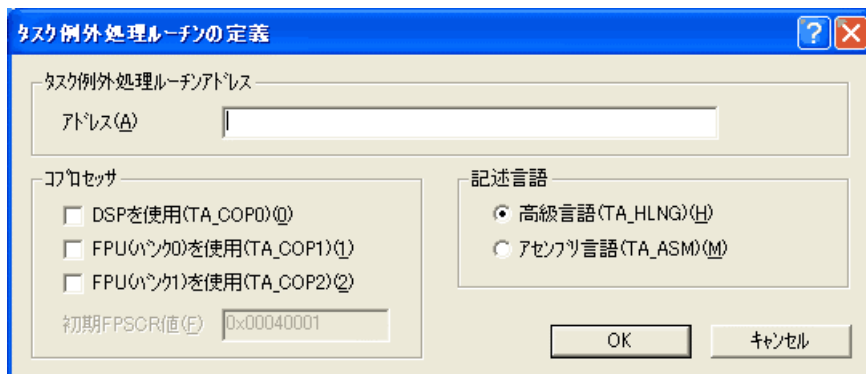 タスク例外処理ルーチンの定義
タスク例外処理ルーチンアドレス
アドレス(A)
コプロセッサ
DSPを使用(TA_COP0)(0)
FPU(バンク0)を使用(TA_COP1)(1)
FPU(バンク1)を使用(TA_COP2)(2)
初期FPSCR値(F) 0x00040001
記述言語
高級言語(TA_HLNG)(H)
アセンブリ言語(TA_ASM)(M)
OK キャンセル